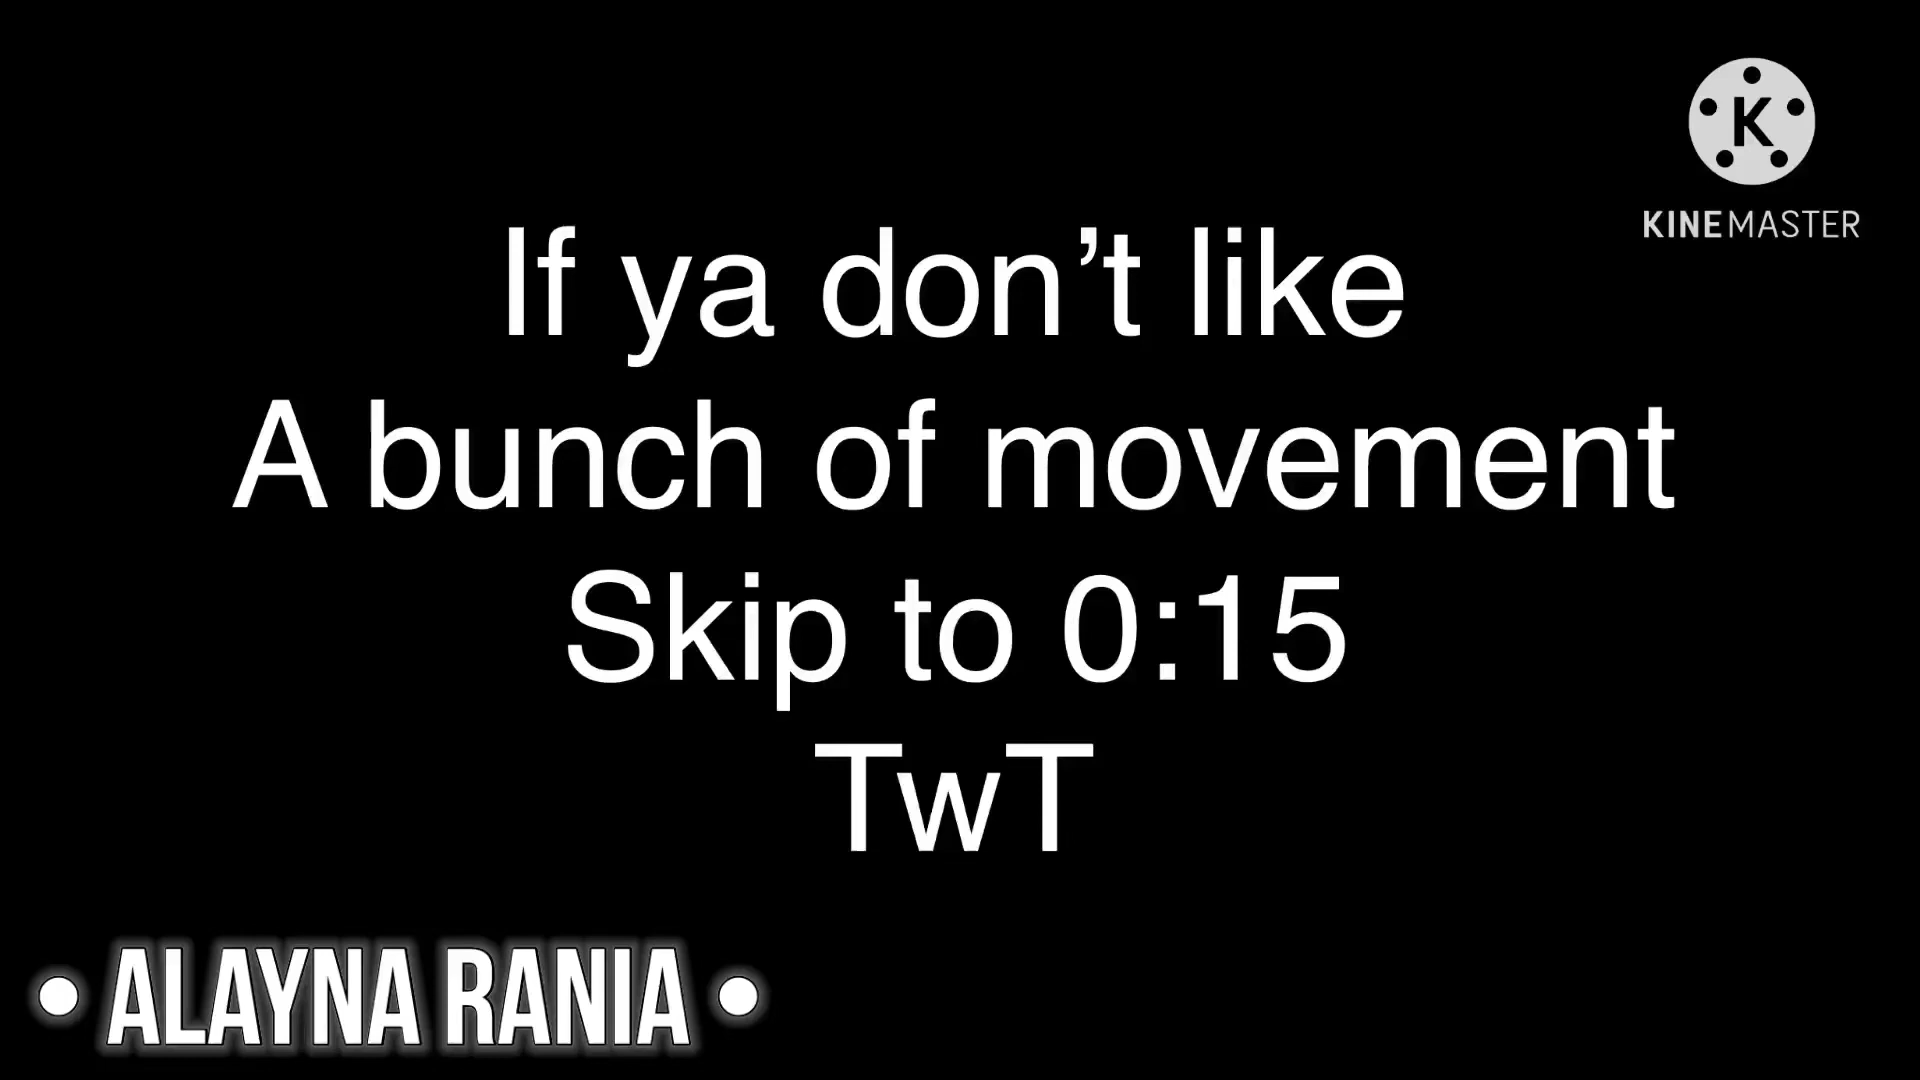 K
KINEMASTER
If ya don’t like
A bunch of movement
Skip to 0:15
TwT
• ALAYNA RANIA •